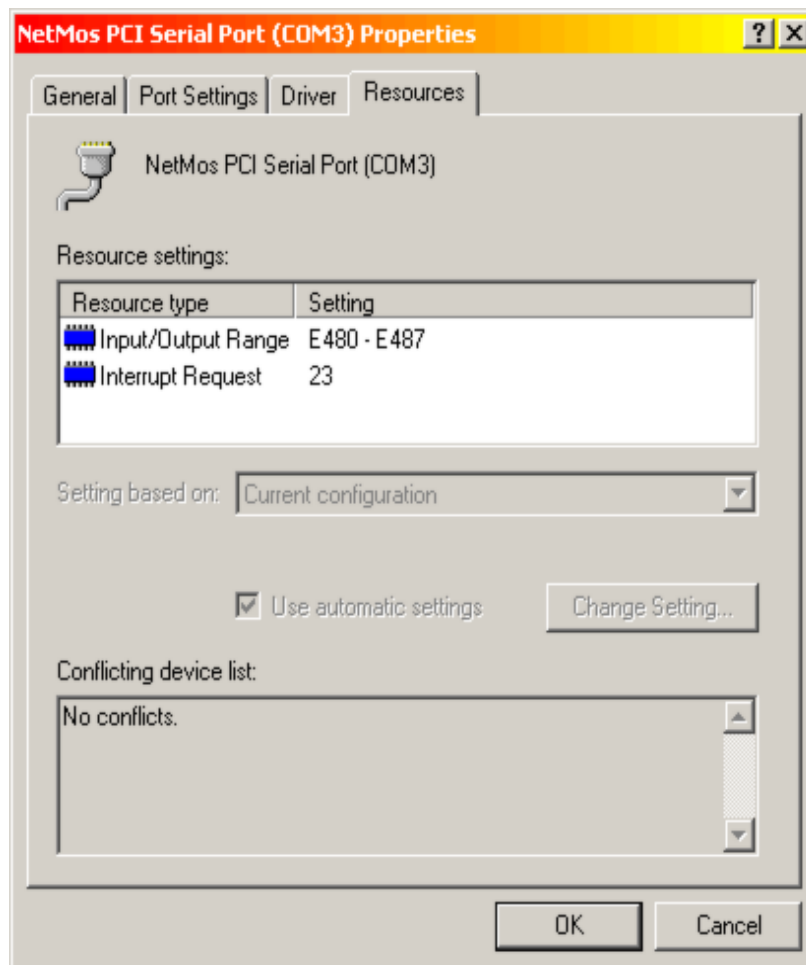 NetMos PCI Serial Port (COM3) Properties
General Port Settings Driver Resources
NetMos PCI Serial Port (COM3)
Resource settings:
Resource type Setting
Input/Output Range E480 - E487
Interrupt Request 23
Setting based on: Current configuration
Use automatic settings Change Setting...
Conflicting device list:
No conflicts.
OK Cancel